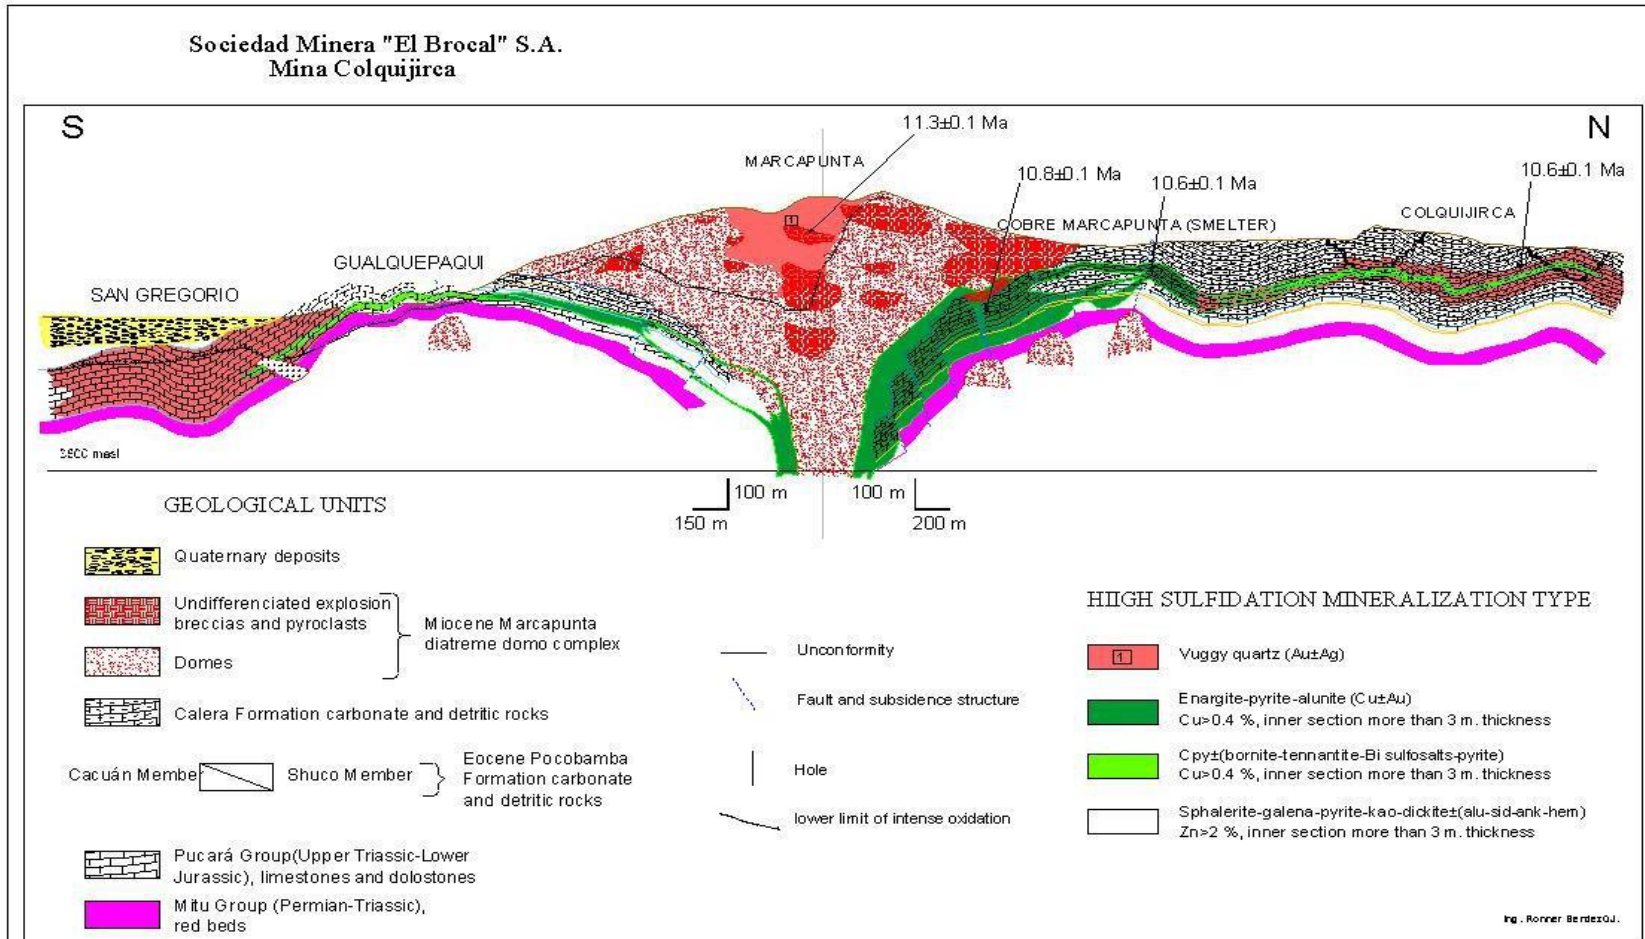 Sociedad Minera "El Brocal" S.A.
Mina Colquijirca
S
N
11.3±0.1 Ma
MARCAPUNTA
10.8±0.1 Ma
10.6±0.1 Ma
10.6±0.1 Ma
COBRE MARCAPUNTA (SMELTER)
COLQUIJIRCA
GUALQUEPAQUI
SAN GREGORIO
1
masl
100 m
150 m
100 m
200 m
GEOLOGICAL UNITS
Quaternary deposits
Undifferenciated explosion
breccias and pyroclasts
Miocene Marcapunta
diatreme domo complex
Domes
Calera Formation carbonate and detritic rocks
Cacuán Membe
Shuco Member
Eocene Pocobamba
Formation carbonate
and detritic rocks
Pucará Group(Upper Triassic-Lower
Jurassic), limestones and dolostones
Mitu Group (Permian-Triassic),
red beds
Unconformity
Fault and subsidence structure
Hole
lower limit of intense oxidation
HIIGH SULFIDATION MINERALIZATION TYPE
1
Vuggy quartz (Au±Ag)
Enargite-pyrite-alunite (Cu±Au)
Cu>0.4 %, inner section more than 3 m. thickness
Cpy±(bornite-tennantite-Bi sulfosalts-pyrite)
Cu>0.4 %, inner section more than 3 m. thickness
Sphalerite-galena-pyrite-kao-dickite±(alu-sid-ank-hem)
Zn>2 %, inner section more than 3 m. thickness
Ing. Ronner